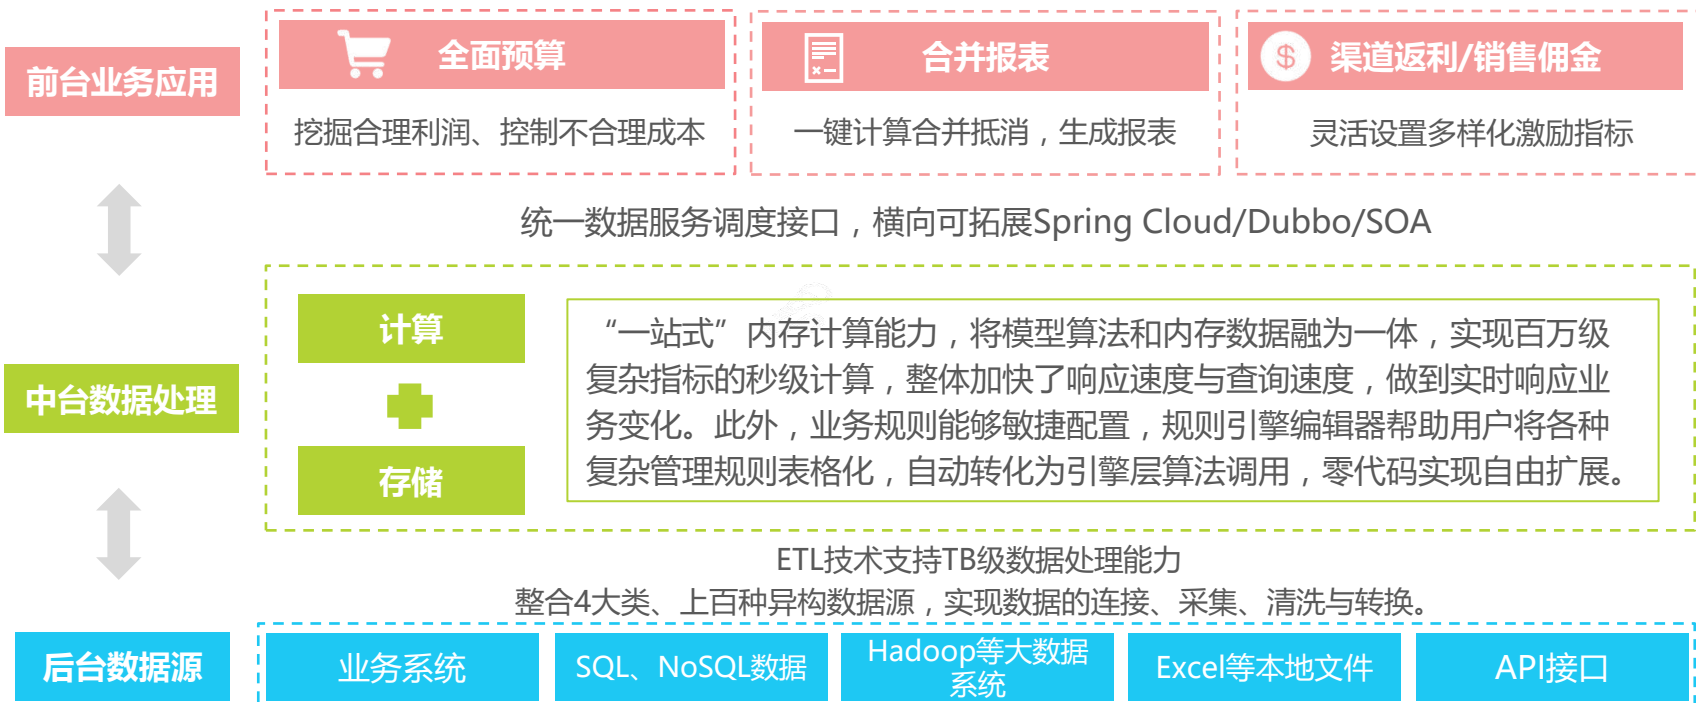 前台业务应用
全面预算
挖掘合理利润、控制不合理成本
合并报表
一键计算合并抵消，生成报表
$
渠道返利/销售佣金
灵活设置多样化激励指标
统一数据服务调度接口，横向可拓展Spring Cloud/Dubbo/SOA
中台数据处理
计算
存储
“一站式”内存计算能力，将模型算法和内存数据融为一体，实现百万级
复杂指标的秒级计算，整体加快了响应速度与查询速度，做到实时响应业
务变化。此外，业务规则能够敏捷配置，规则引擎编辑器帮助用户将各种
复杂管理规则表格化，自动转化为引擎层算法调用，零代码实现自由扩展。
ETL技术支持TB级数据处理能力
整合4大类、上百种异构数据源，实现数据的连接、采集、清洗与转换。
后台数据源
业务系统
SQL、NoSQL数据
Hadoop等大数据
系统
Excel等本地文件
API接口